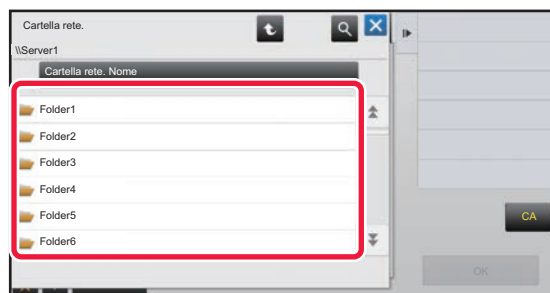 Cartella rete.
\\Server1
Cartella rete. Nome
Folder1
Folder2
Folder3
Folder4
Folder5
Folder6
CA
OK